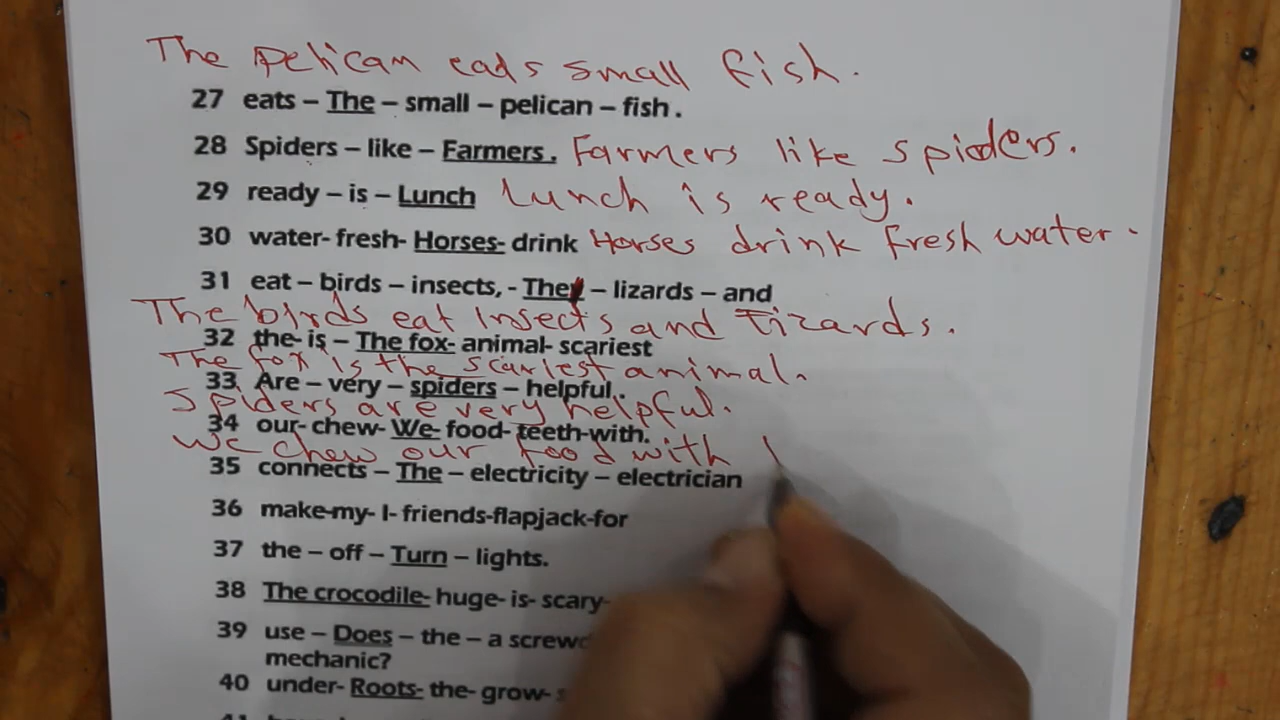 The pelican eads small fish.
27 eats – The – small – pelican – fish .
28 Spiders – like – Farmers. Farmers like spiders.
29 ready – is – Lunch Lunch is ready.
30 water- fresh- Horses- drink Horses drink fresh water.
31 eat – birds – insects, - The – lizards – and
The birds eat insects and lizards.
32 the- is – The fox- animal- scariest
The fox is the scariest animal.
33 Are – very – spiders – helpful .
Spiders are very helpful.
34 our- chew- We- food- teeth-with.
We chew our food with
35 connects – The – electricity – electrician
36 make-my- I- friends-flapjack-for
37 the – off – Turn – lights.
38 The crocodile- huge- is- scary-
39 use – Does – the – a
mechanic?
40 under- Roots- the- grow-